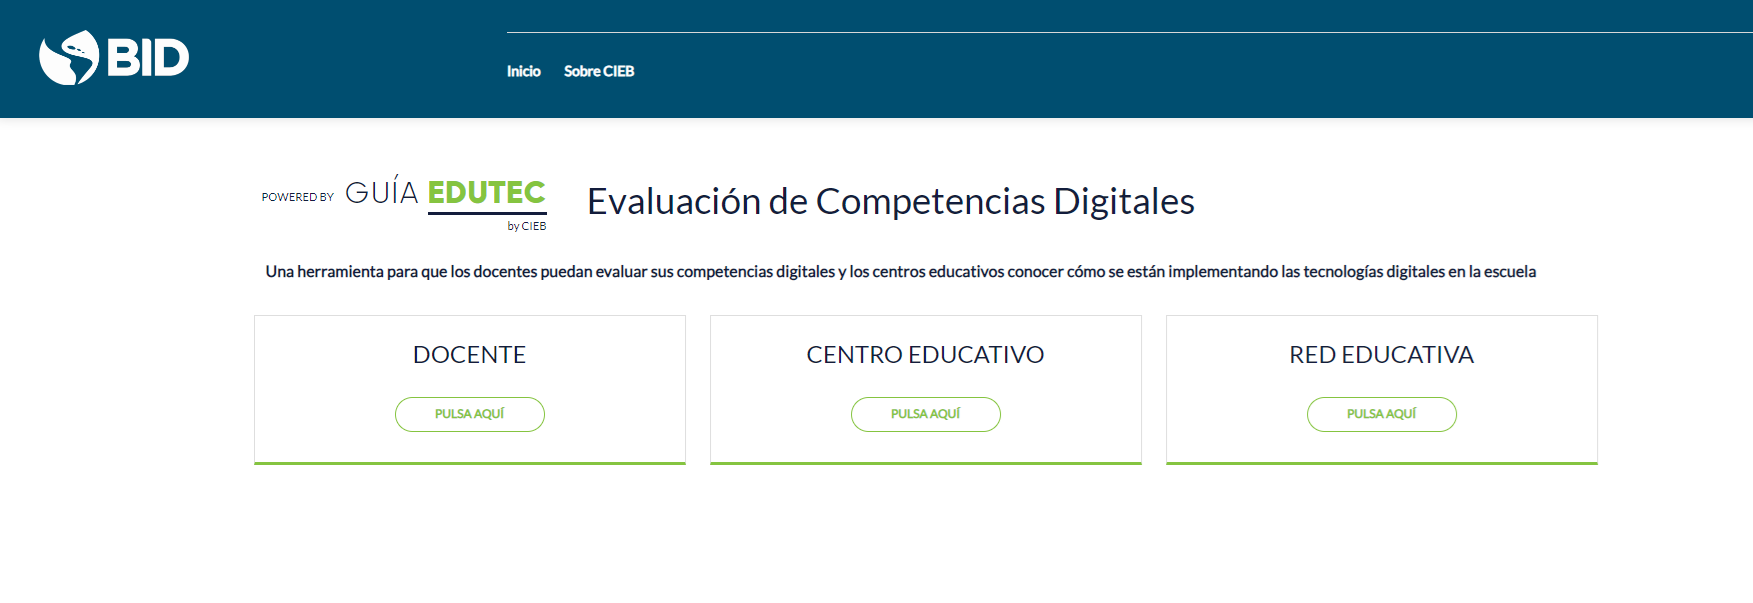 BID
Inicio Sobre CIEB
POWERED BY GUÍA EDUTEC
by CIEB
Evaluación de Competencias Digitales
Una herramienta para que los docentes puedan evaluar sus competencias digitales y los centros educativos conocer cómo se están implementando las tecnologías digitales en la escuela
DOCENTE
PULSA AQUÍ
CENTRO EDUCATIVO
PULSA AQUÍ
RED EDUCATIVA
PULSA AQUÍ